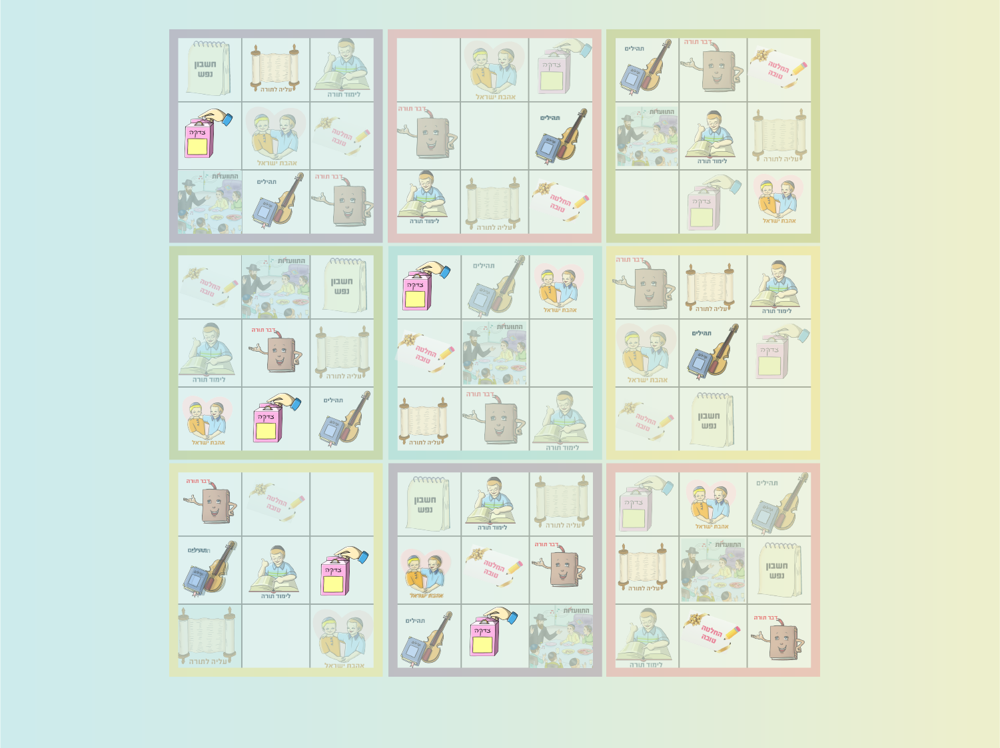 חשבון
נפש
עליה לתורה
לימוד תורה
צדקה
אהבת ישראל
החלטה
טובה
התוועדות
תהילים
דבר תורה
אהבת ישראל
צדקה
דבר תורה
תהילים
לימוד תורה
עליה לתורה
החלטה
טובה
תהילים
דבר תורה
החלטה
טובה
התוועדות
לימוד תורה
עליה לתורה
צדקה
אהבת ישראל
החלטה
טובה
התוועדות
חשבון
נפש
לימוד תורה
דבר תורה
עליה לתורה
אהבת ישראל
צדקה
תהילים
צדקה
תהילים
אהבת ישראל
החלטה
טובה
התוועדות
עליה לתורה
דבר תורה
לימוד תורה
דבר תורה
עליה לתורה
לימוד תורה
אהבת ישראל
תהילים
צדקה
החלטה
טובה
חשבון
נפש
דבר תורה
החלטה
טובה
תהילים
לימוד תורה
צדקה
עליה לתורה
אהבת ישראל
חשבון
נפש
לימוד תורה
עליה לתורה
אהבת ישראל
החלטה
טובה
דבר תורה
תהילים
צדקה
התוועדות
צדקה
אהבת ישראל
תהילים
עליה לתורה
התוועדות
חשבון
נפש
לימוד תורה
החלטה
טובה
דבר תורה